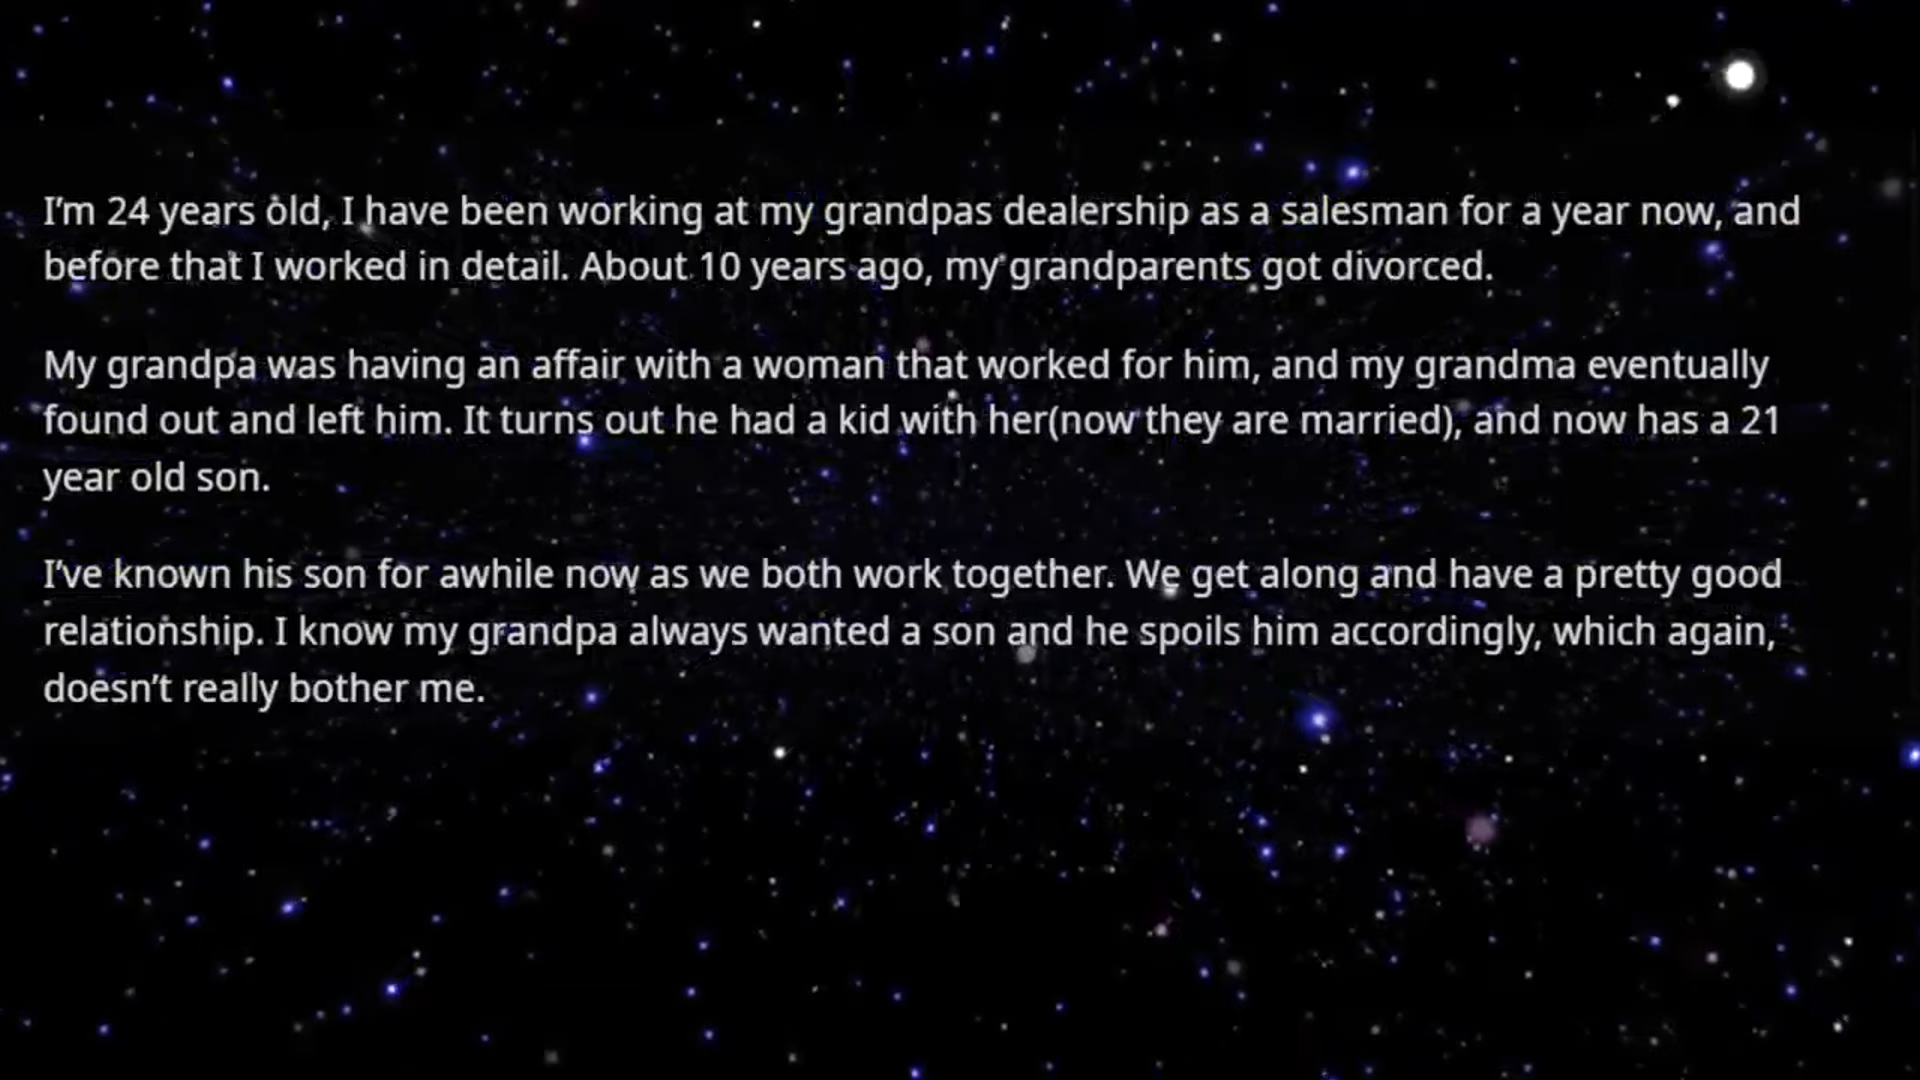 I'm 24 years old, I have been working at my grandpas dealership as a salesman for a year now, and
before that I worked in detail. About 10 years ago, my grandparents got divorced.
My grandpa was having an affair with a woman that worked for him, and my grandma eventually
found out and left him. It turns out he had a kid with her(now they are married), and now has a 21
year old son.
I've known his son for awhile now as we both work together. We get along and have a pretty good
relationship. I know my grandpa always wanted a son and he spoils him accordingly, which again,
doesn't really bother me.